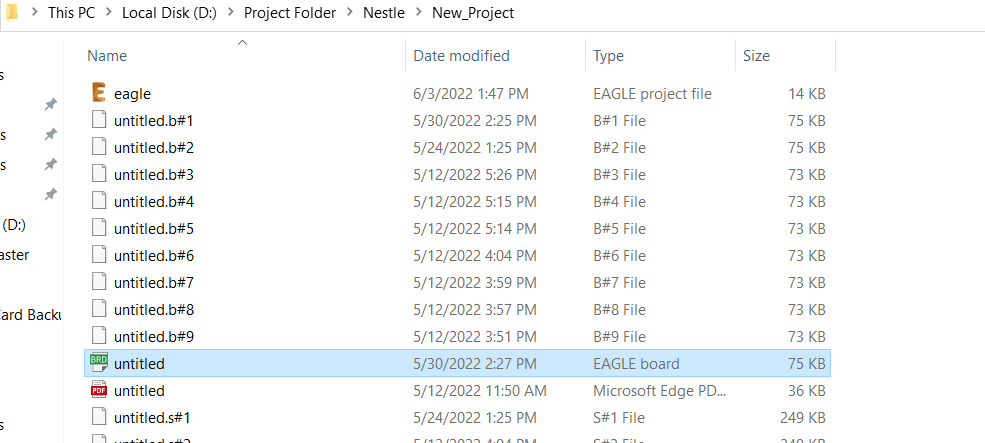 This PC > Local Disk (D:) > Project Folder > Nestle > New_Project
Name Date modified Type Size
s
eagle 6/3/2022 1:47 PM EAGLE project file 14 KB
untitled.b#1 5/30/2022 2:25 PM B#1 File 75 KB
s untitled.b#2 5/24/2022 1:25 PM B#2 File 75 KB
s untitled.b#3 5/12/2022 5:26 PM B#3 File 73 KB
untitled.b#4 5/12/2022 5:15 PM B#4 File 73 KB
(D:) untitled.b#5 5/12/2022 5:14 PM B#5 File 73 KB
aster untitled.b#6 5/12/2022 4:04 PM B#6 File 73 KB
untitled.b#7 5/12/2022 3:59 PM B#7 File 73 KB
Card Backu untitled.b#8 5/12/2022 3:57 PM B#8 File 73 KB
untitled.b#9 5/12/2022 3:51 PM B#9 File 73 KB
BRD untitled 5/30/2022 2:27 PM EAGLE board 75 KB
PDF untitled 5/12/2022 11:50 AM Microsoft Edge PD... 36 KB
s untitled.s#1 5/24/2022 1:25 PM S#1 File 249 KB